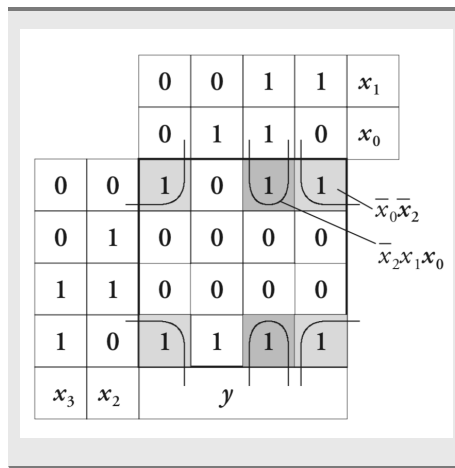 0 0 1 1 x₁
0 1 1 0 x₀
0 0 1 0 1 1
x̅₀x̅₂
0 1 0 0 0 0
x̅₂x₁x₀
1 1 0 0 0 0
1 0 1 1 1 1
x₃ x₂ y